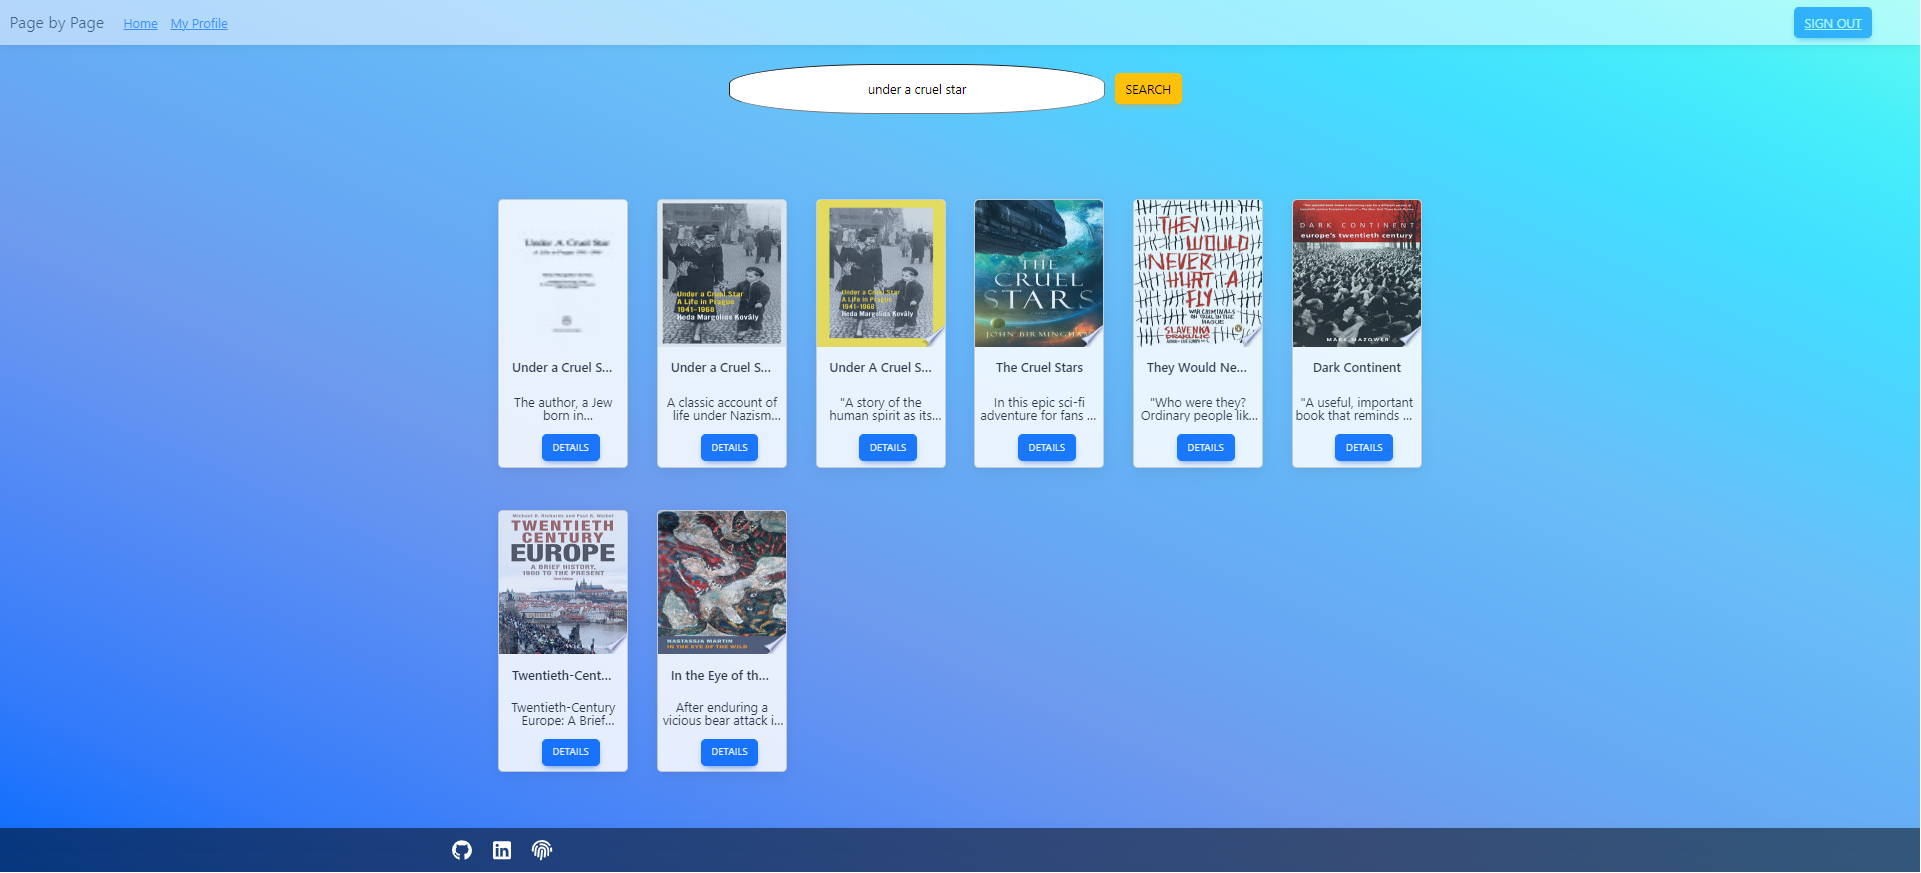 Page by Page Home My Profile SIGN OUT
under a cruel star SEARCH
Under A Cruel Star
Under a Cruel Star
A Life in Prague
1941–1968
Heda Margolius Kovály
Under a Cruel Star
A Life in Prague
1941–1968
Heda Margolius Kovály
THE
CRUEL
STARS
JOHN BIRMINGHAM
THEY
WOULD
NEVER
HURT A
FLY
WAR CRIMINALS
ON TRIAL IN THE
HAGUE
SLAVENKA
DRAKULIC
DARK CONTINENT
europe's twentieth century
MARK MAZOWER
Under a Cruel S...
Under a Cruel S...
Under A Cruel S...
The Cruel Stars
They Would Ne...
Dark Continent
The author, a Jew
born in...
A classic account of
life under Nazism...
"A story of the
human spirit as its...
In this epic sci-fi
adventure for fans ...
"Who were they?
Ordinary people lik...
"A useful, important
book that reminds ...
DETAILS
DETAILS
DETAILS
DETAILS
DETAILS
DETAILS
Michael D. Richards and Paul R. Waibel
TWENTIETH
CENTURY
EUROPE
A BRIEF HISTORY,
1900 TO THE PRESENT
Third Edition
NASTASSJA MARTIN
IN THE EYE OF THE WILD
Twentieth-Cent...
In the Eye of th...
Twentieth-Century
Europe: A Brief...
After enduring a
vicious bear attack i...
DETAILS
DETAILS